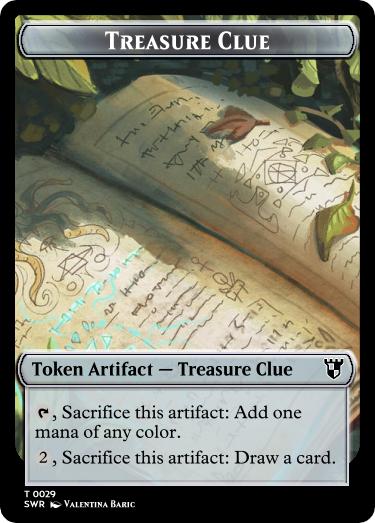 Treasure Clue
Token Artifact — Treasure Clue
, Sacrifice this artifact: Add one
mana of any color.
2 , Sacrifice this artifact: Draw a card.
T 0029
SWR Valentina Baric